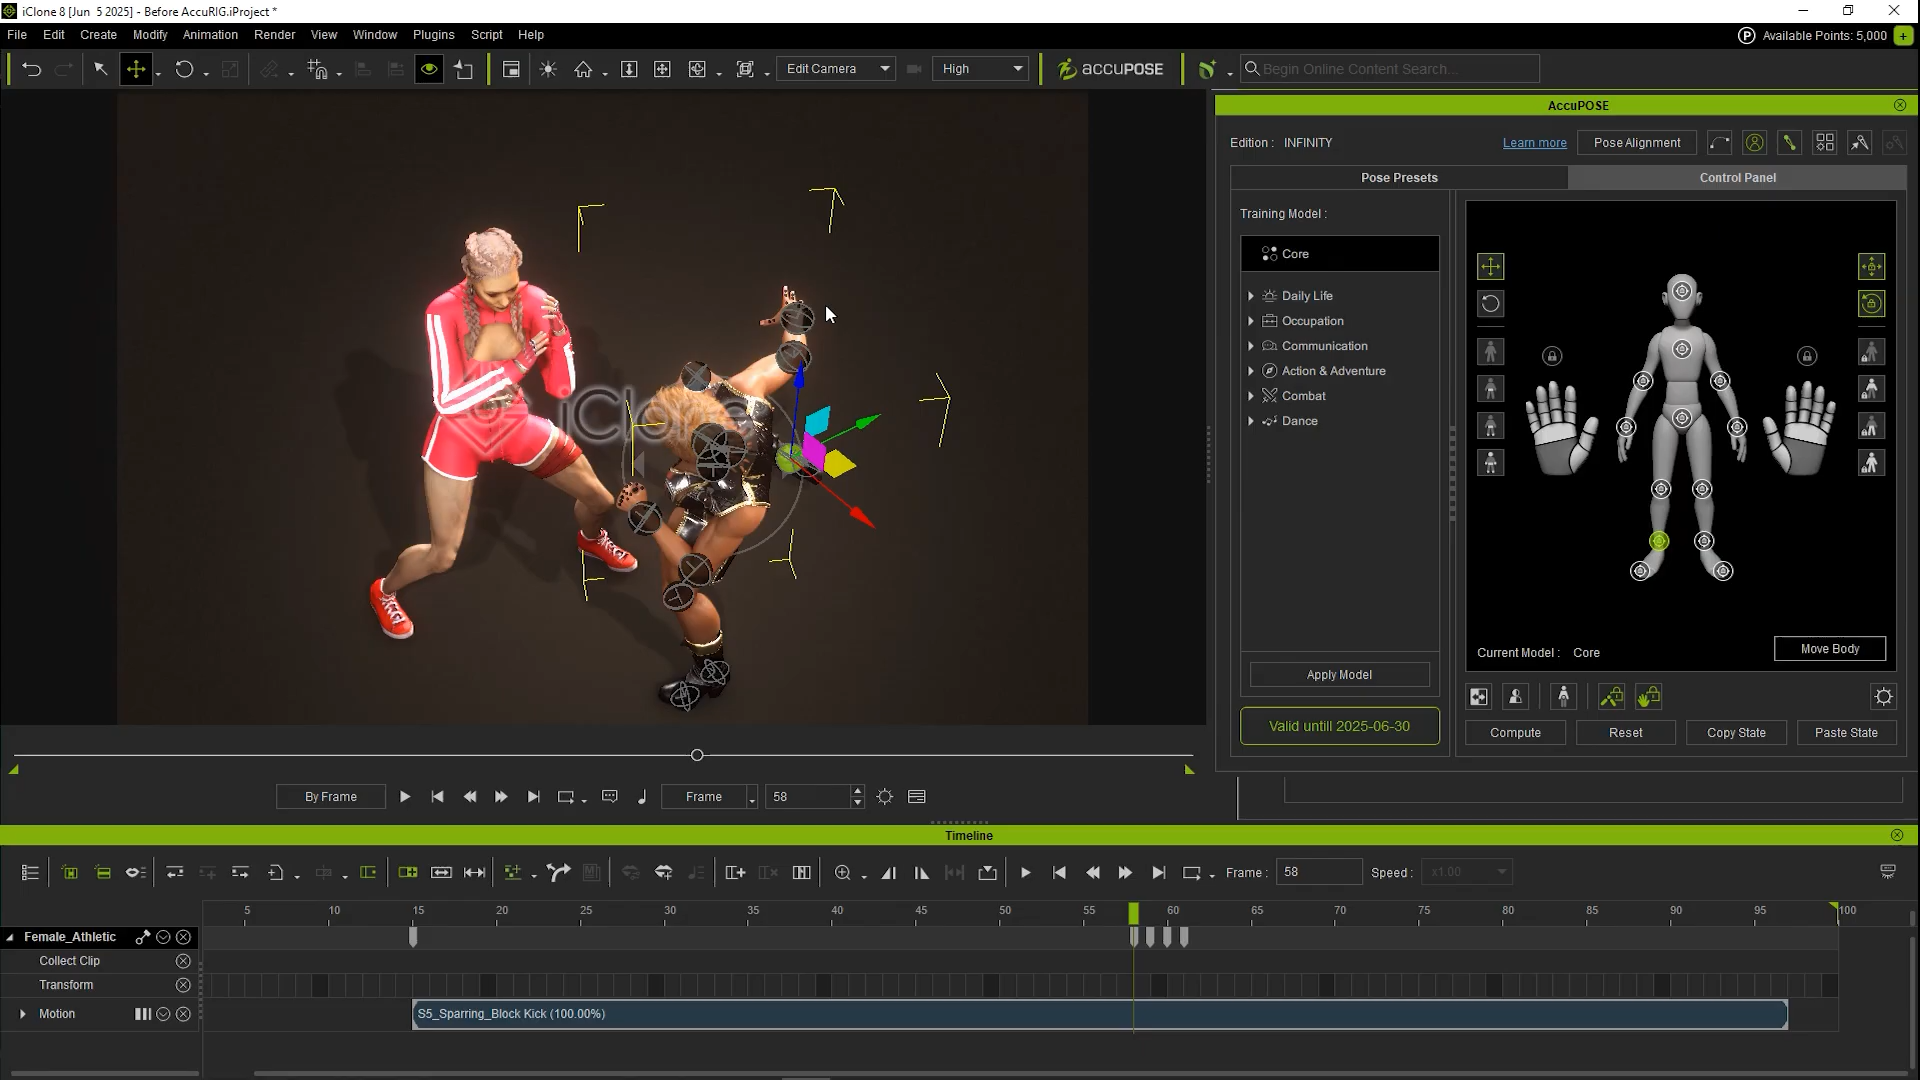 iClone 8 [Jun  5 2025] - Before AccuRIG.iProject *
File Edit Create Modify Animation Render View Window Plugins Script Help
P Available Points: 5,000 +
Edit Camera High accuPOSE Begin Online Content Search...
AccuPOSE
Edition : INFINITY Learn more Pose Alignment
Pose Presets Control Panel
Training Model :
Core
Daily Life
Occupation
Communication
Action & Adventure
Combat
Dance
iClone
Current Model : Core Move Body
Apply Model
Valid untill 2025-06-30
Compute Reset Copy State Paste State
By Frame Frame 58
Timeline
Frame : 58 Speed : x1.00
5 10 15 20 25 30 35 40 45 50 55 60 65 70 75 80 85 90 95 100
Female_Athletic
Collect Clip
Transform
Motion S5_Sparring_Block Kick (100.00%)